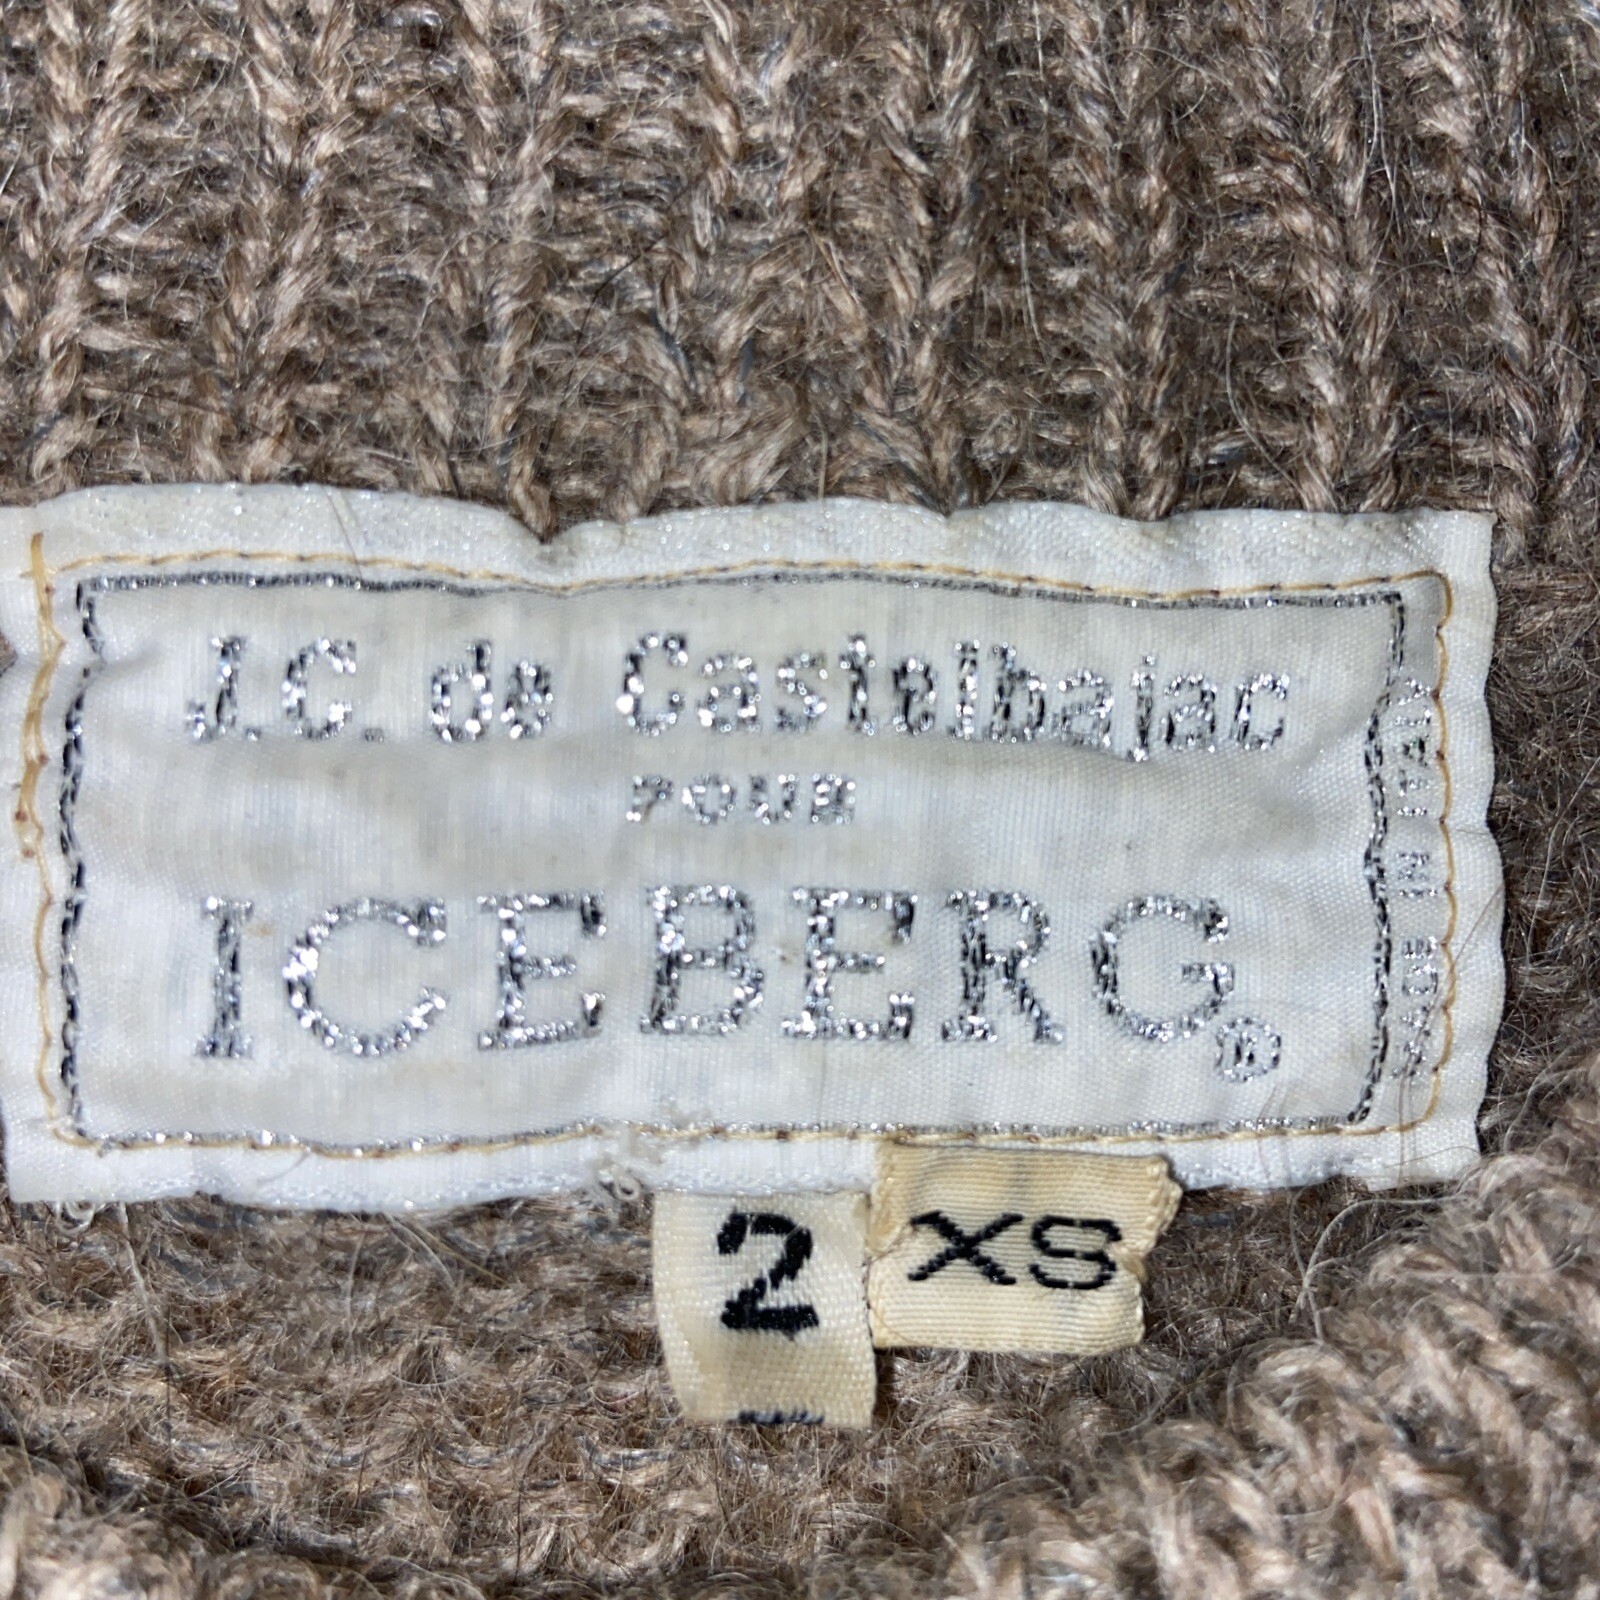 J.C. de Castelbajac
POUR
ICEBERG®
MADE IN ITALY
2
XS